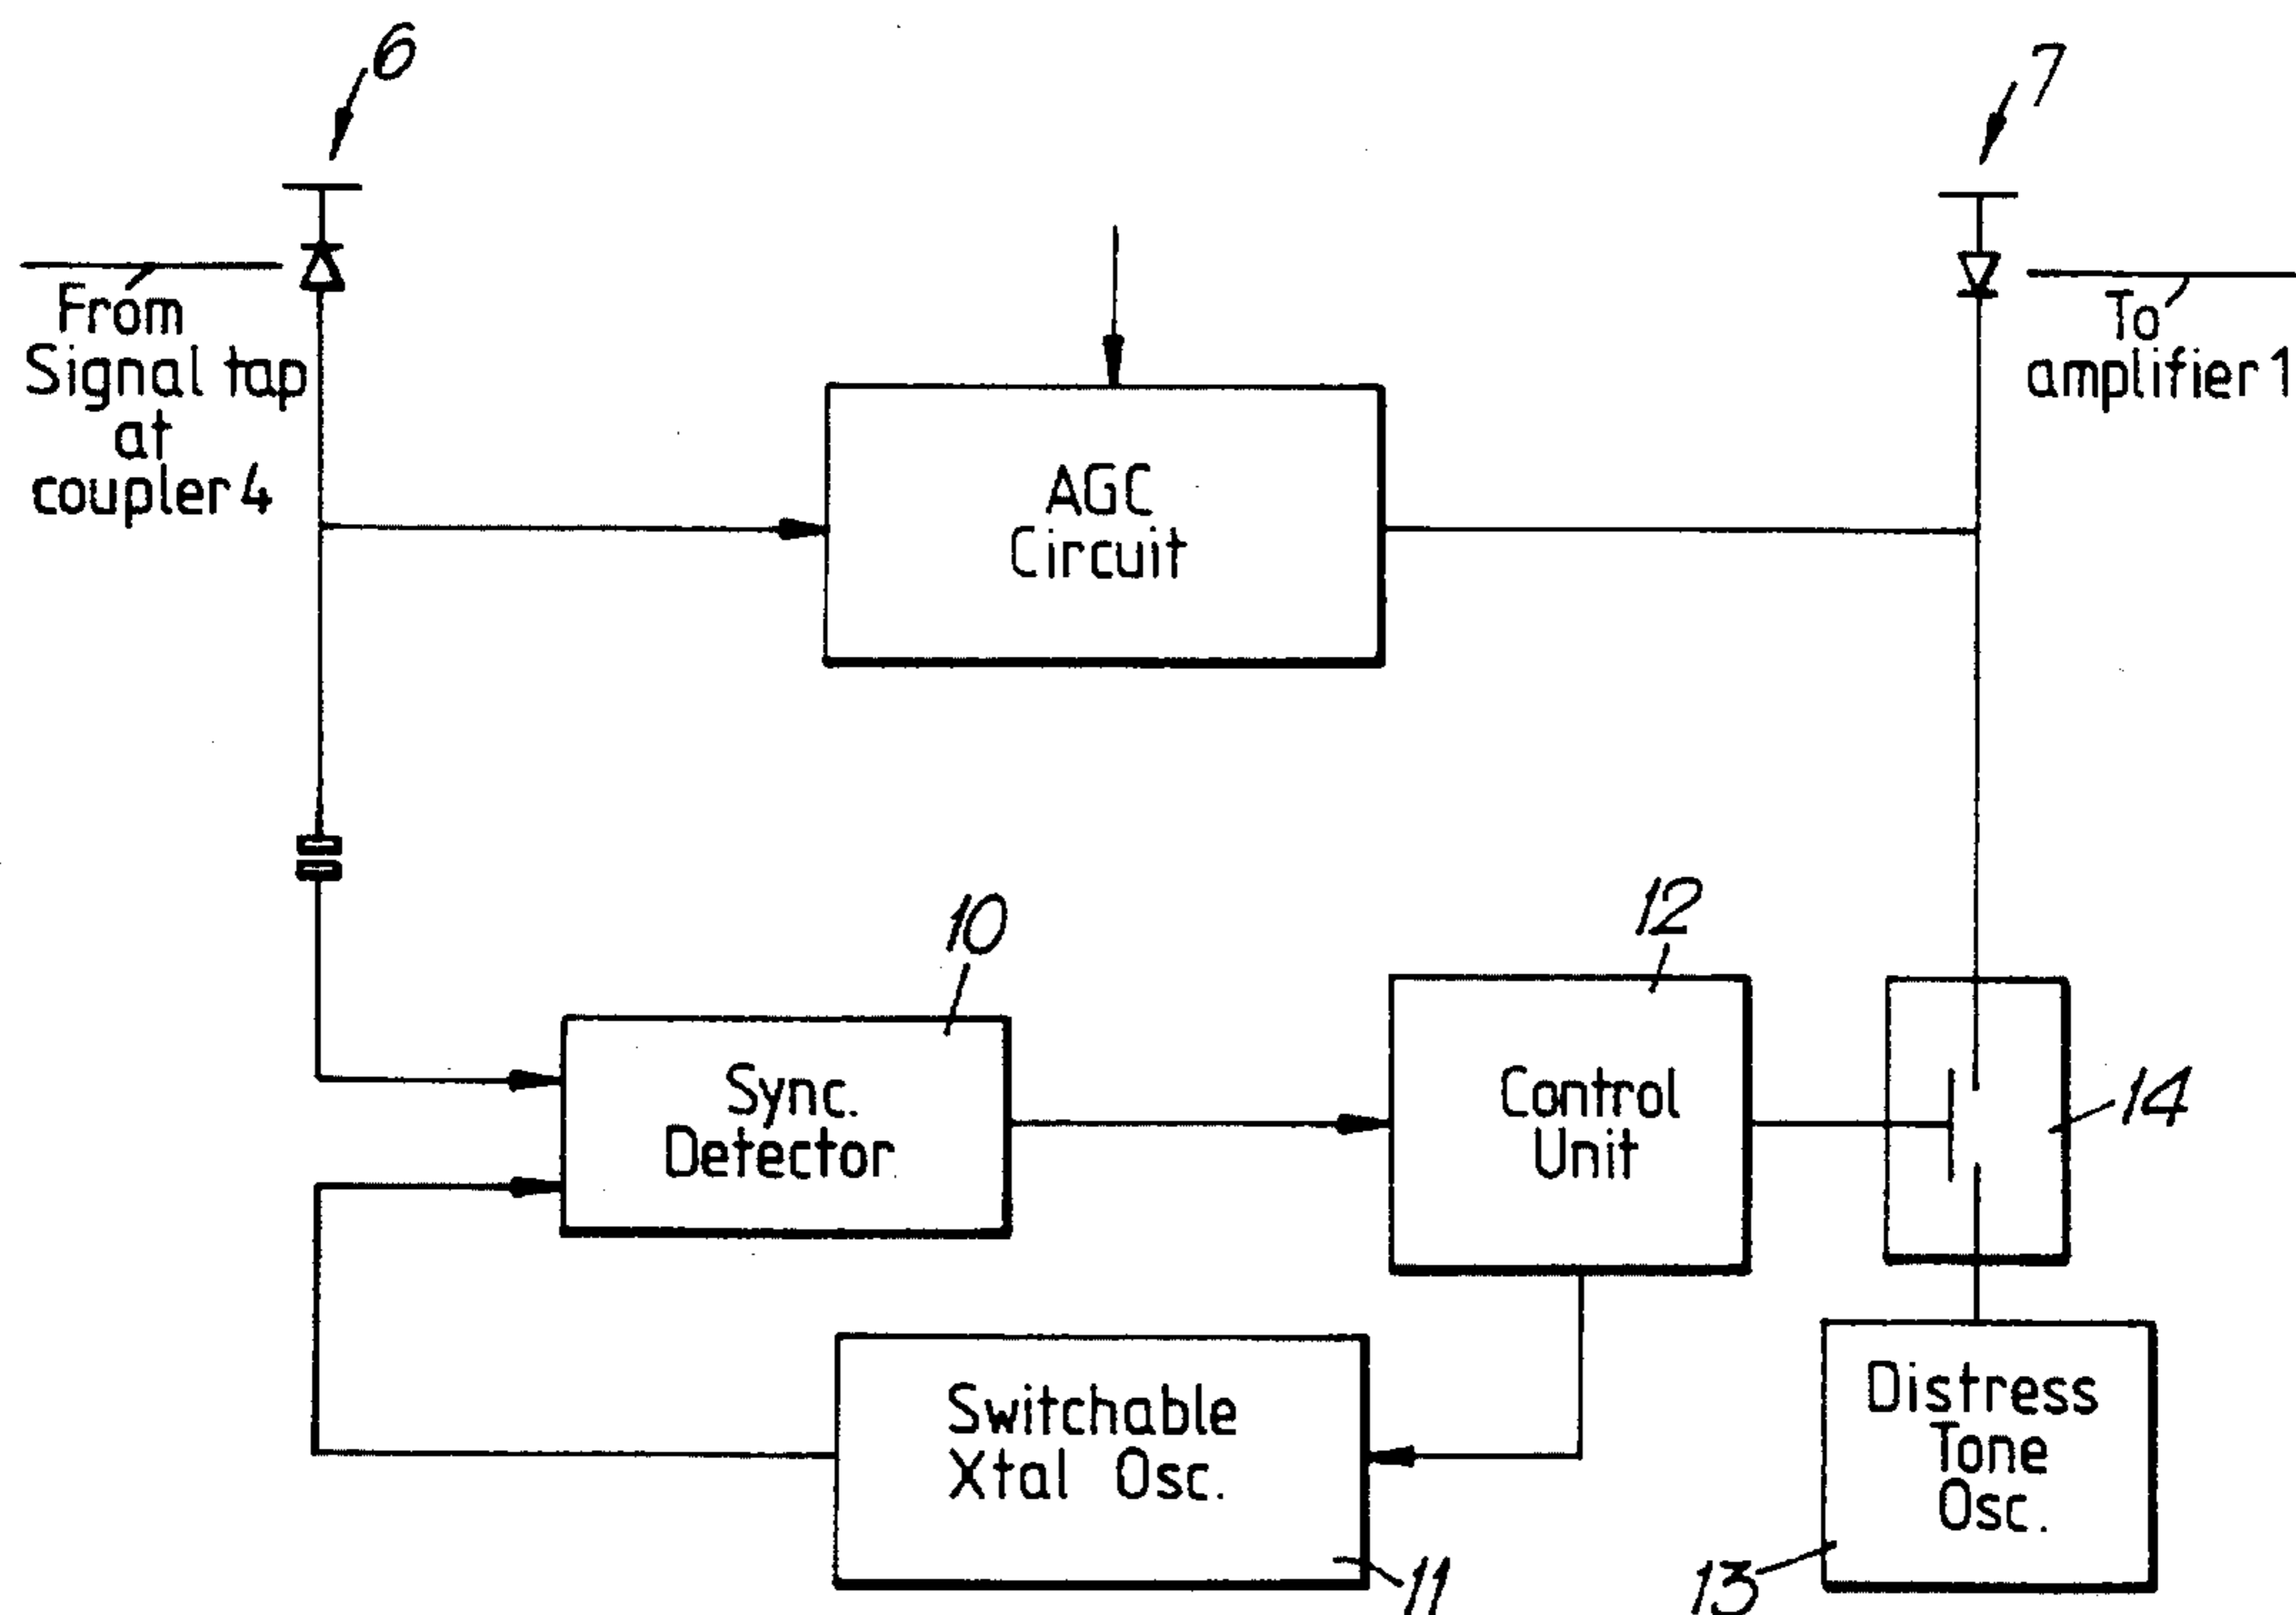 6
7
From
Signal tap
at
coupler 4
To
amplifier 1
AGC
Circuit
10
12
Sync.
Detector
Control
Unit
14
Switchable
Xtal Osc.
11
Distress
Tone
Osc.
13